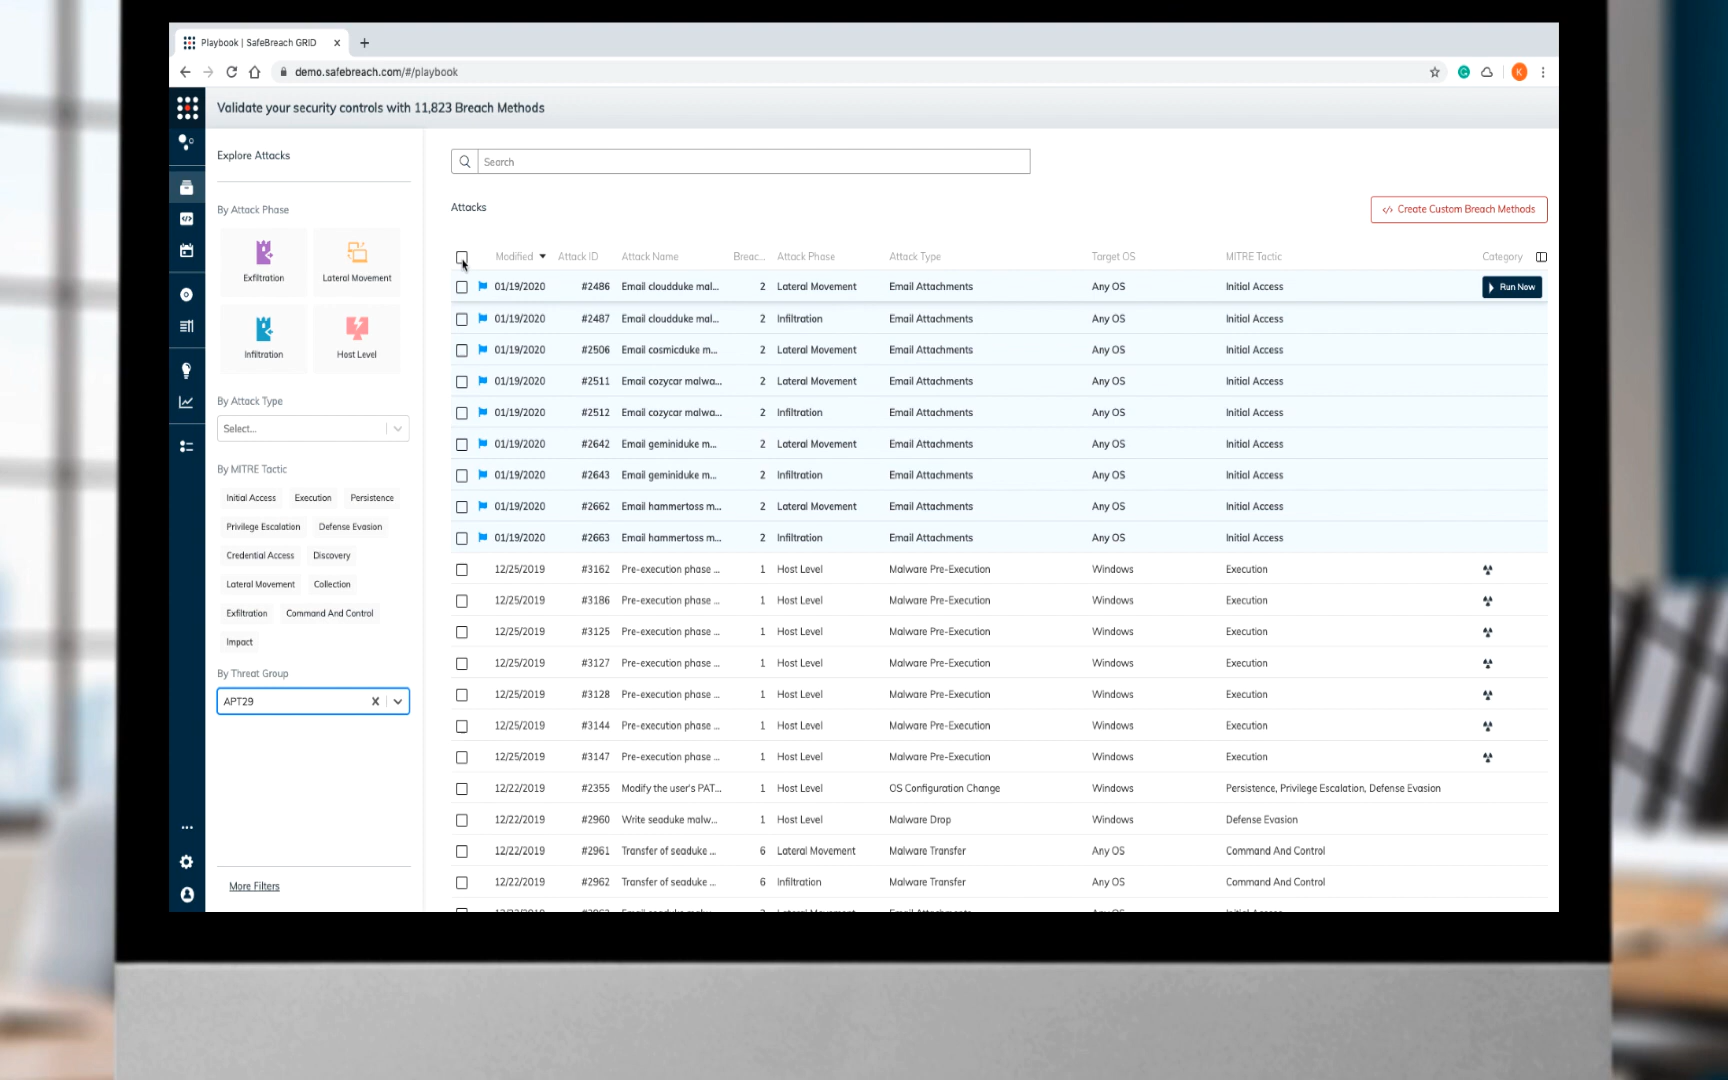 Playbook | SafeBreach GRID
demo.safebreach.com/#/playbook
K
Validate your security controls with 11,823 Breach Methods
Explore Attacks
By Attack Phase
Exfiltration
Lateral Movement
Infiltration
Host Level
By Attack Type
Select...
By MITRE Tactic
Initial Access Execution Persistence
Privilege Escalation Defense Evasion
Credential Access Discovery
Lateral Movement Collection
Exfiltration Command And Control
Impact
By Threat Group
APT29
More Filters
Search
Attacks
Create Custom Breach Methods
Modified Attack ID Attack Name Breac... Attack Phase Attack Type Target OS MITRE Tactic Category
01/19/2020 #2486 Email cloudduke mal... 2 Lateral Movement Email Attachments Any OS Initial Access Run Now
01/19/2020 #2487 Email cloudduke mal... 2 Infiltration Email Attachments Any OS Initial Access
01/19/2020 #2506 Email cosmicduke m... 2 Lateral Movement Email Attachments Any OS Initial Access
01/19/2020 #2511 Email cozycar malwa... 2 Lateral Movement Email Attachments Any OS Initial Access
01/19/2020 #2512 Email cozycar malwa... 2 Infiltration Email Attachments Any OS Initial Access
01/19/2020 #2642 Email geminiduke m... 2 Lateral Movement Email Attachments Any OS Initial Access
01/19/2020 #2643 Email geminiduke m... 2 Infiltration Email Attachments Any OS Initial Access
01/19/2020 #2662 Email hammertoss m... 2 Lateral Movement Email Attachments Any OS Initial Access
01/19/2020 #2663 Email hammertoss m... 2 Infiltration Email Attachments Any OS Initial Access
12/25/2019 #3162 Pre-execution phase ... 1 Host Level Malware Pre-Execution Windows Execution
12/25/2019 #3186 Pre-execution phase ... 1 Host Level Malware Pre-Execution Windows Execution
12/25/2019 #3125 Pre-execution phase ... 1 Host Level Malware Pre-Execution Windows Execution
12/25/2019 #3127 Pre-execution phase ... 1 Host Level Malware Pre-Execution Windows Execution
12/25/2019 #3128 Pre-execution phase ... 1 Host Level Malware Pre-Execution Windows Execution
12/25/2019 #3144 Pre-execution phase ... 1 Host Level Malware Pre-Execution Windows Execution
12/25/2019 #3147 Pre-execution phase ... 1 Host Level Malware Pre-Execution Windows Execution
12/22/2019 #2355 Modify the user's PAT... 1 Host Level OS Configuration Change Windows Persistence, Privilege Escalation, Defense Evasion
12/22/2019 #2960 Write seaduke malw... 1 Host Level Malware Drop Windows Defense Evasion
12/22/2019 #2961 Transfer of seaduke ... 6 Lateral Movement Malware Transfer Any OS Command And Control
12/22/2019 #2962 Transfer of seaduke ... 6 Infiltration Malware Transfer Any OS Command And Control